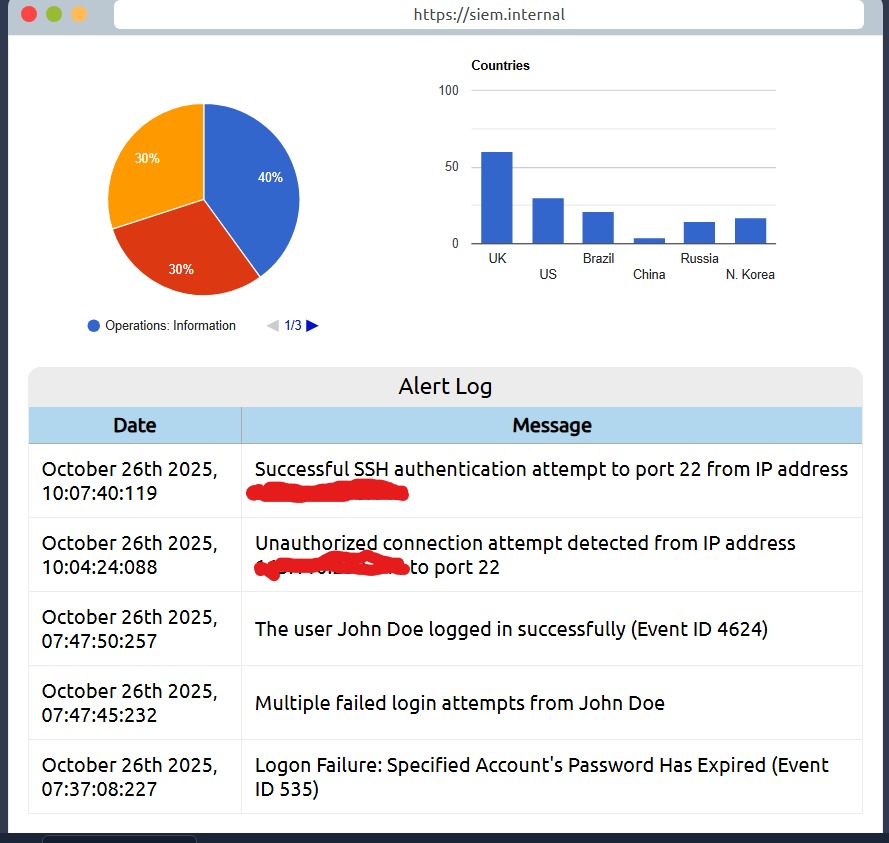 https://siem.internal
Countries
100
50
0
UK
US
Brazil
China
Russia
N. Korea
30%
40%
30%
Operations: Information
1/3
Alert Log
Date Message
October 26th 2025,
10:07:40:119
Successful SSH authentication attempt to port 22 from IP address
October 26th 2025,
10:04:24:088
Unauthorized connection attempt detected from IP address
to port 22
October 26th 2025,
07:47:50:257
The user John Doe logged in successfully (Event ID 4624)
October 26th 2025,
07:47:45:232
Multiple failed login attempts from John Doe
October 26th 2025,
07:37:08:227
Logon Failure: Specified Account's Password Has Expired (Event
ID 535)